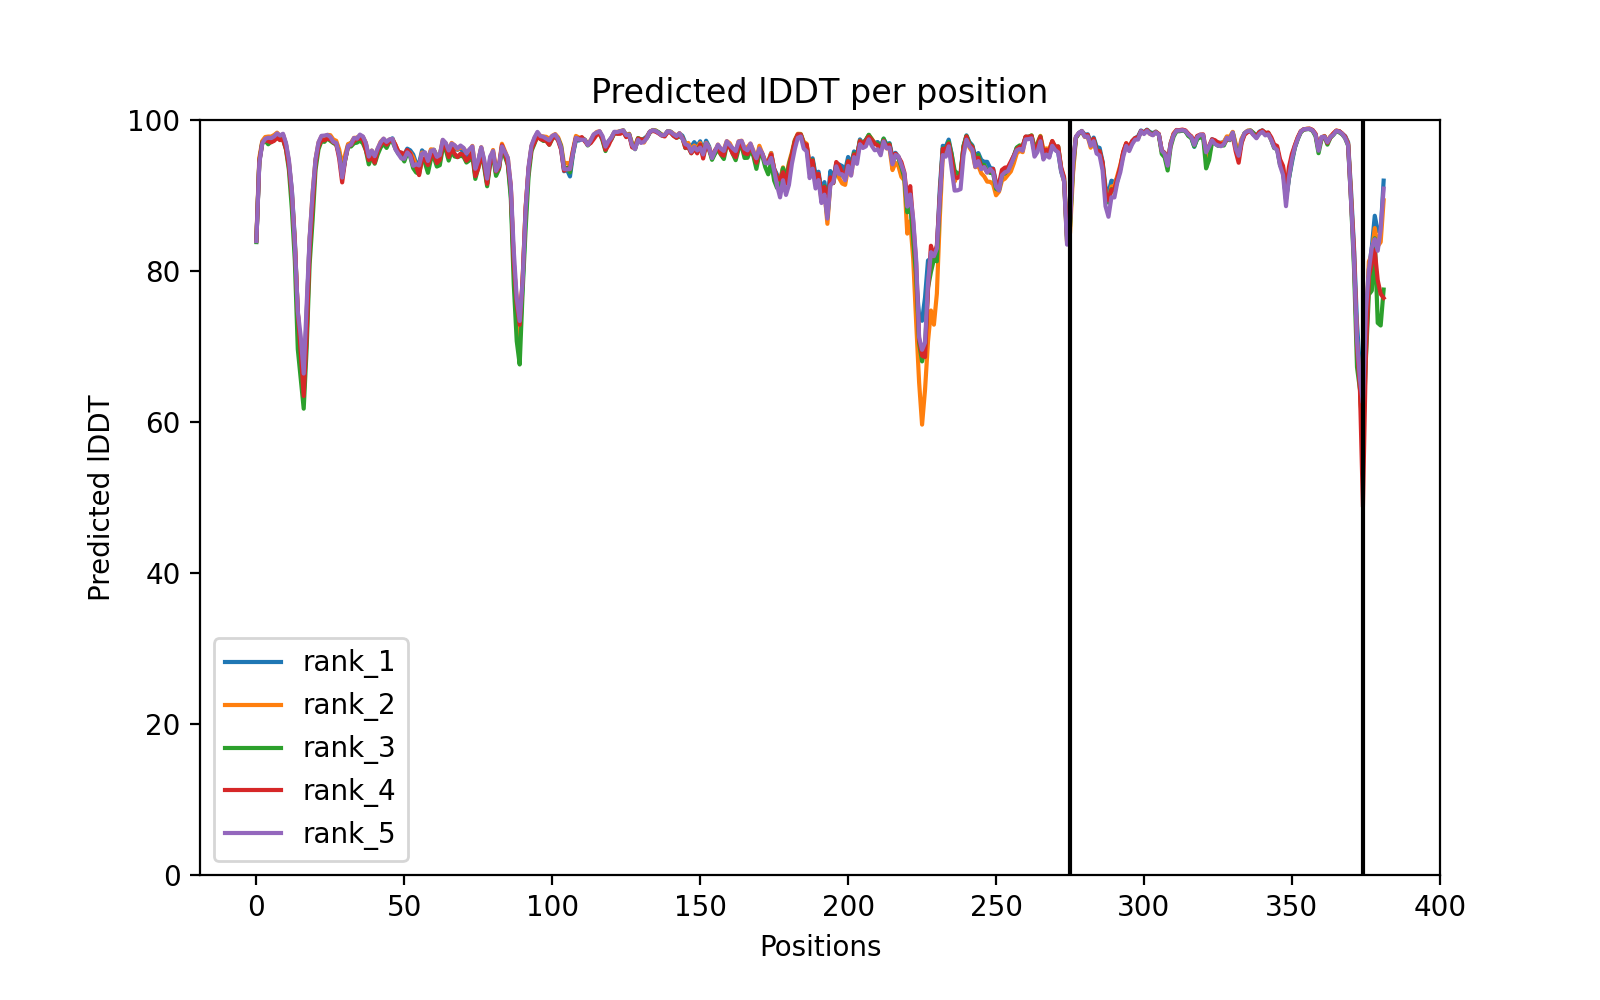 Predicted lDDT per position
100
80
60
40
20
0
Predicted lDDT
rank_1
rank_2
rank_3
rank_4
rank_5
0 50 100 150 200 250 300 350 400
Positions